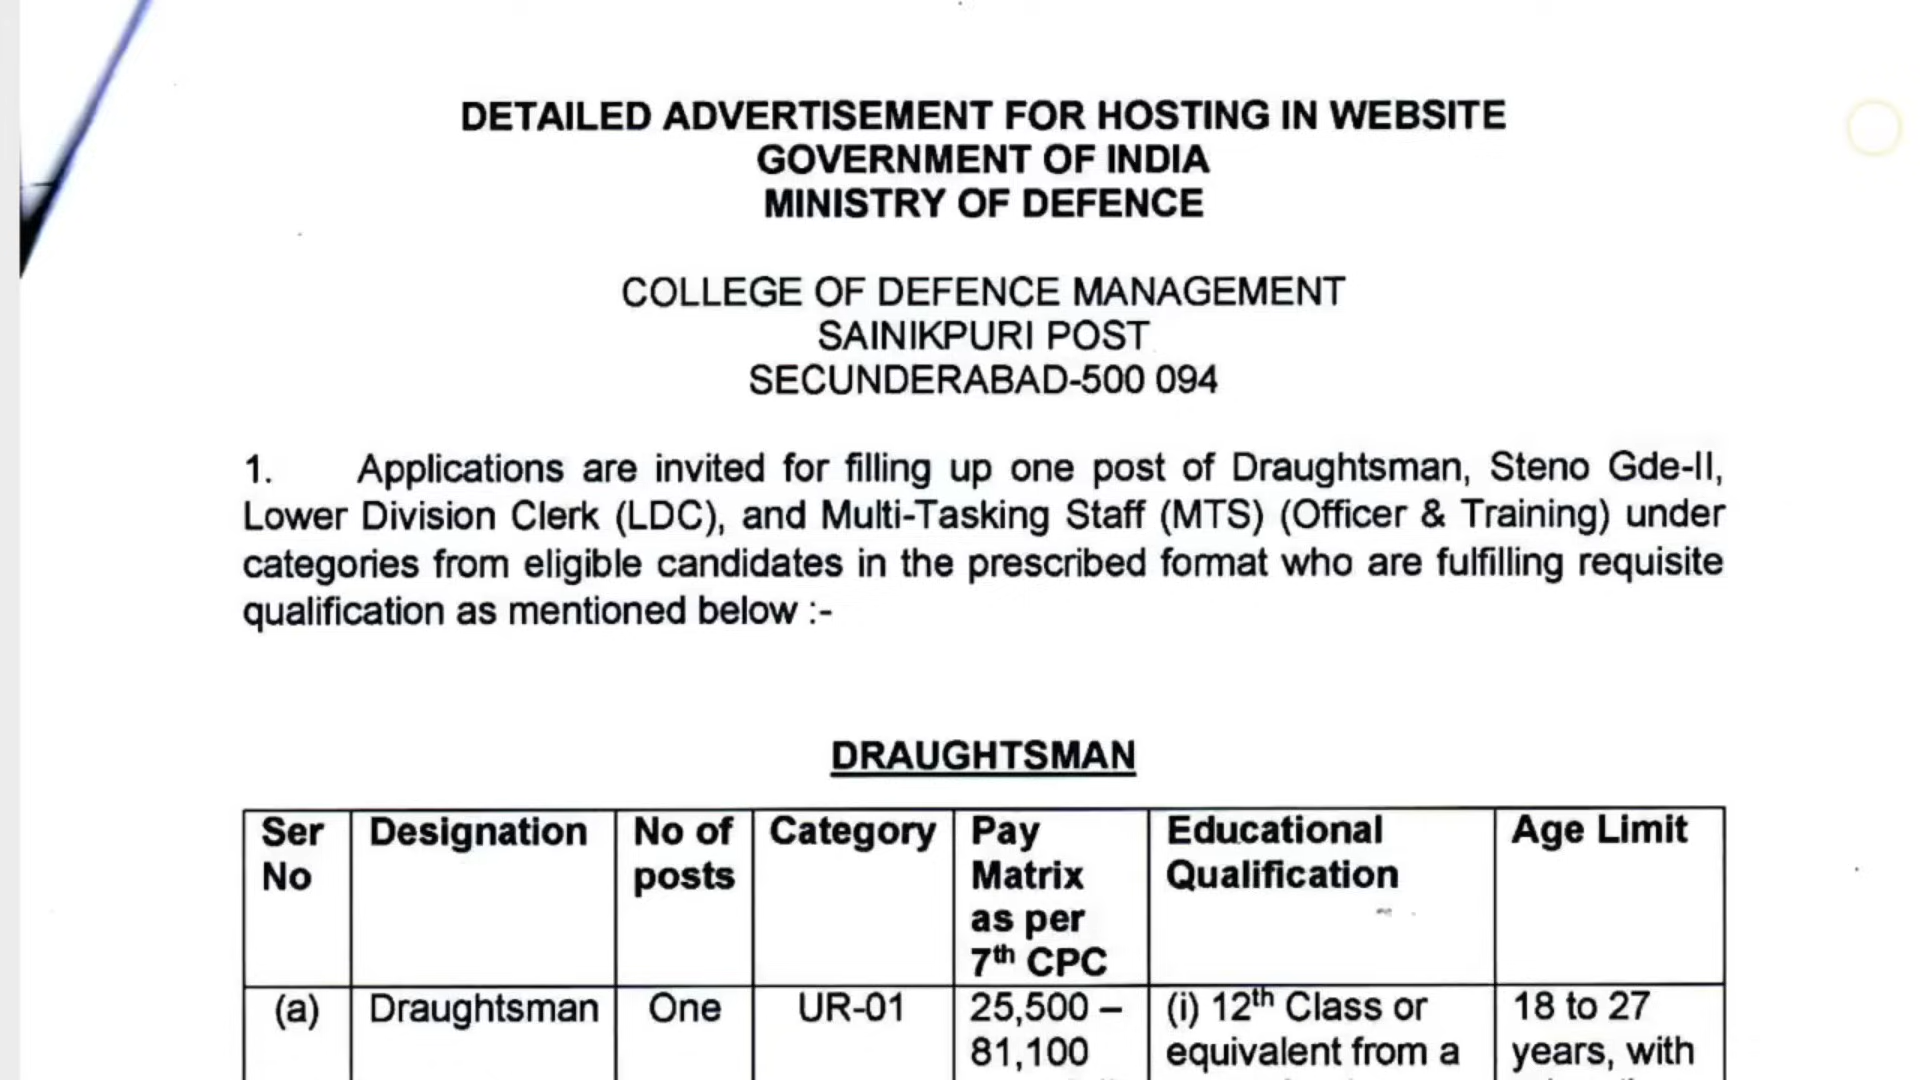 DETAILED ADVERTISEMENT FOR HOSTING IN WEBSITE
GOVERNMENT OF INDIA
MINISTRY OF DEFENCE
COLLEGE OF DEFENCE MANAGEMENT
SAINIKPURI POST
SECUNDERABAD-500 094
1. Applications are invited for filling up one post of Draughtsman, Steno Gde-II,
Lower Division Clerk (LDC), and Multi-Tasking Staff (MTS) (Officer & Training) under
categories from eligible candidates in the prescribed format who are fulfilling requisite
qualification as mentioned below :-
DRAUGHTSMAN
Ser No Designation No of posts Category Pay Matrix as per 7th CPC Educational Qualification Age Limit
(a) Draughtsman One UR-01 25,500 – (i) 12th Class or 18 to 27
81,100 equivalent from a years, with